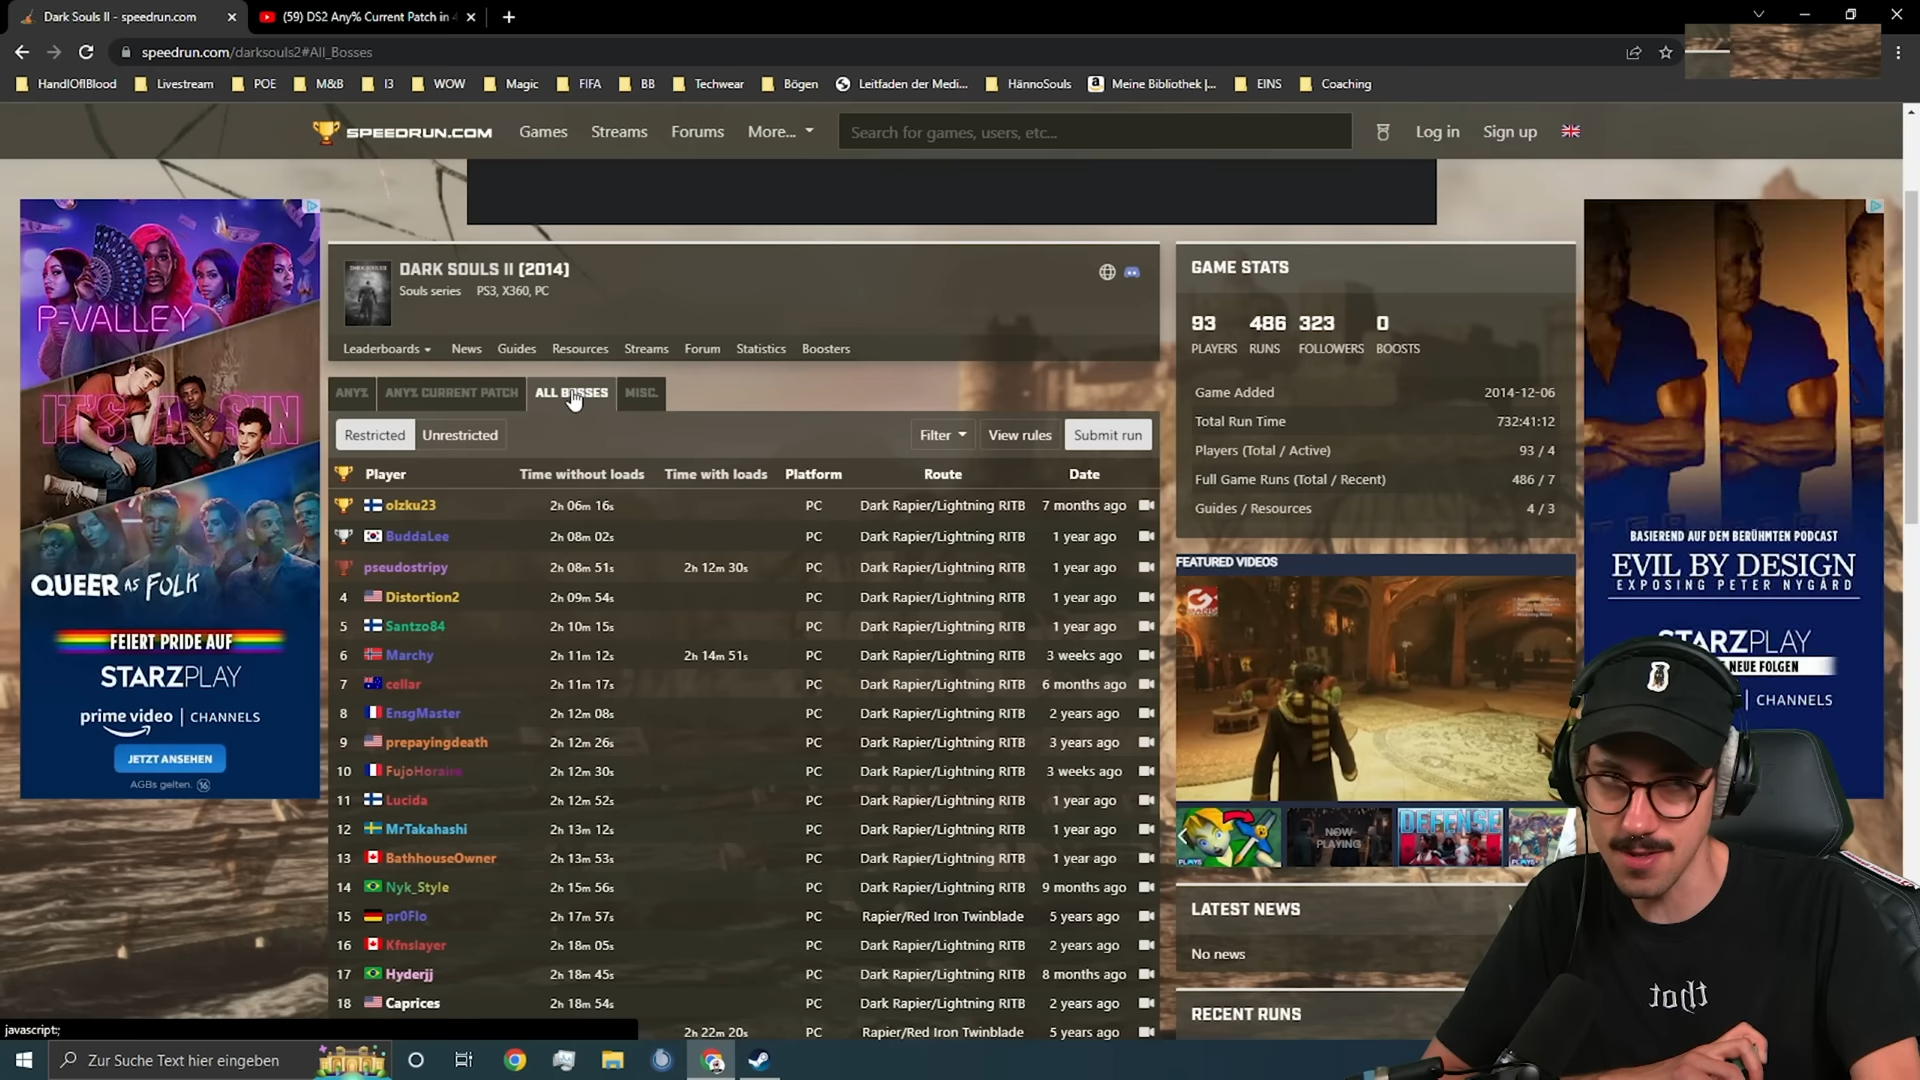 Dark Souls II - speedrun.com
(59) DS2 Any% Current Patch in
speedrun.com/darksouls2#All_Bosses
HandIOfIBlood
Livestream
POE
M&B
I3
WOW
Magic
FIFA
BB
Techwear
Bögen
Leitfaden der Medi...
HännoSouls
Meine Bibliothek |...
EINS
Coaching
SPEEDRUN.COM
Games
Streams
Forums
More...
Search for games, users, etc...
Log in
Sign up
P-VALLEY
IT'S A SIN
QUEER AS FOLK
FEIERT PRIDE AUF
STARZPLAY
prime video | CHANNELS
JETZT ANSEHEN
AGBs gelten. 16
DARK SOULS II (2014)
Souls series PS3, X360, PC
Leaderboards News Guides Resources Streams Forum Statistics Boosters
ANY% ANY% CURRENT PATCH ALL BOSSES MISC.
Restricted Unrestricted Filter View rules Submit run
Player Time without loads Time with loads Platform Route Date
olzku23 2h 06m 16s PC Dark Rapier/Lightning RITB 7 months ago
BuddaLee 2h 08m 02s PC Dark Rapier/Lightning RITB 1 year ago
pseudostripy 2h 08m 51s 2h 12m 30s PC Dark Rapier/Lightning RITB 1 year ago
4 Distortion2 2h 09m 54s PC Dark Rapier/Lightning RITB 1 year ago
5 Santzo84 2h 10m 15s PC Dark Rapier/Lightning RITB 1 year ago
6 Marchy 2h 11m 12s 2h 14m 51s PC Dark Rapier/Lightning RITB 3 weeks ago
7 cellar 2h 11m 17s PC Dark Rapier/Lightning RITB 6 months ago
8 EnsgMaster 2h 12m 08s PC Dark Rapier/Lightning RITB 2 years ago
9 prepayingdeath 2h 12m 26s PC Dark Rapier/Lightning RITB 3 years ago
10 FujoHoraire 2h 12m 30s PC Dark Rapier/Lightning RITB 3 weeks ago
11 Lucida 2h 12m 52s PC Dark Rapier/Lightning RITB 1 year ago
12 MrTakahashi 2h 13m 12s PC Dark Rapier/Lightning RITB 1 year ago
13 BathhouseOwner 2h 13m 53s PC Dark Rapier/Lightning RITB 1 year ago
14 Nyk_Style 2h 15m 56s PC Dark Rapier/Lightning RITB 9 months ago
15 pr0Flo 2h 17m 57s PC Rapier/Red Iron Twinblade 5 years ago
16 Kfnslayer 2h 18m 05s PC Dark Rapier/Lightning RITB 2 years ago
17 Hyderjj 2h 18m 45s PC Dark Rapier/Lightning RITB 8 months ago
18 Caprices 2h 18m 54s PC Dark Rapier/Lightning RITB 2 years ago
2h 22m 20s PC Rapier/Red Iron Twinblade 5 years ago
GAME STATS
93 486 323 0
PLAYERS RUNS FOLLOWERS BOOSTS
Game Added 2014-12-06
Total Run Time 732:41:12
Players (Total / Active) 93 / 4
Full Game Runs (Total / Recent) 486 / 7
Guides / Resources 4 / 3
FEATURED VIDEOS
NOW PLAYING
DEFENSE
LATEST NEWS
No news
RECENT RUNS
BASIEREND AUF DEM BERÜHMTEN PODCAST
EVIL BY DESIGN
EXPOSING PETER NYGÅRD
STARZPLAY
NEUE FOLGEN
CHANNELS
that
javascript:;
Zur Suche Text hier eingeben